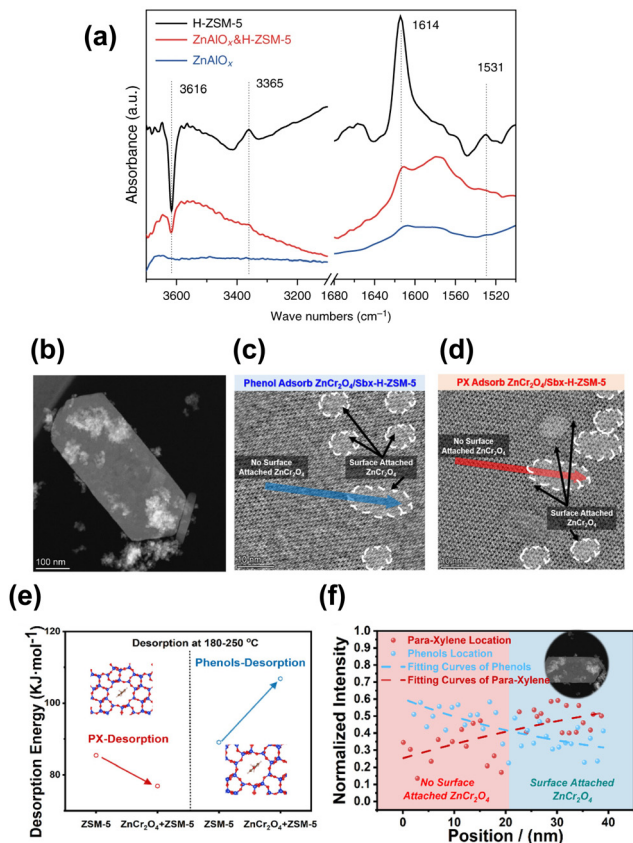 (a)
H-ZSM-5
ZnAlOₓ&H-ZSM-5
ZnAlOₓ
3616
3365
1614
1531
Absorbance (a.u.)
3600 3400 3200 1680 1640 1600 1560 1520
Wave numbers (cm⁻¹)
(b)
100 nm
(c)
Phenol Adsorb ZnCr₂O₄/Sbx-H-ZSM-5
No Surface
Attached ZnCr₂O₄
Surface Attached
ZnCr₂O₄
(d)
PX Adsorb ZnCr₂O₄/Sbx-H-ZSM-5
No Surface
Attached ZnCr₂O₄
Surface Attached
ZnCr₂O₄
(e)
Desorption Energy (KJ·mol⁻¹)
120
100
80
Desorption at 180-250 °C
Phenols-Desorption
PX-Desorption
ZSM-5 ZnCr₂O₄+ZSM-5 ZSM-5 ZnCr₂O₄+ZSM-5
(f)
Normalized Intensity
1.0
0.9
0.8
0.7
0.6
0.5
0.4
0.3
0.2
0.1
0.0
Para-Xylene Location
Phenols Location
Fitting Curves of Phenols
Fitting Curves of Para-Xylene
No Surface
Attached ZnCr₂O₄
Surface Attached
ZnCr₂O₄
0 10 20 30 40
Position / (nm)